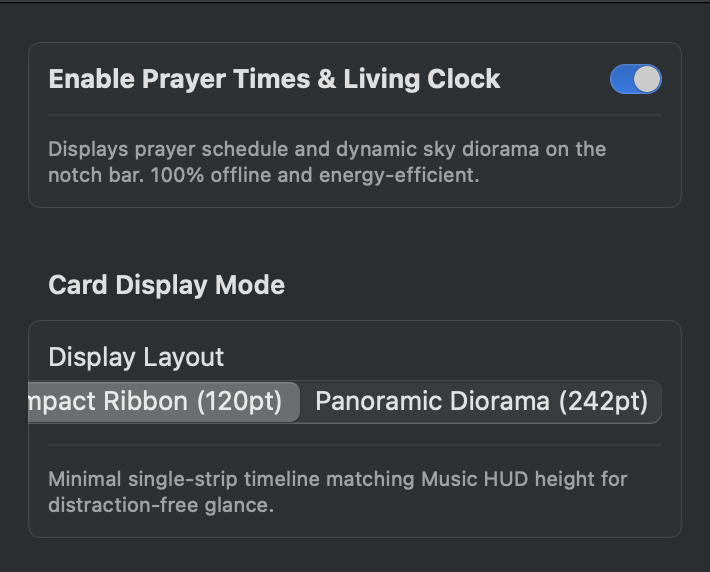 Enable Prayer Times & Living Clock
Displays prayer schedule and dynamic sky diorama on the
notch bar. 100% offline and energy-efficient.
Card Display Mode
Display Layout
mpact Ribbon (120pt) Panoramic Diorama (242pt)
Minimal single-strip timeline matching Music HUD height for
distraction-free glance.